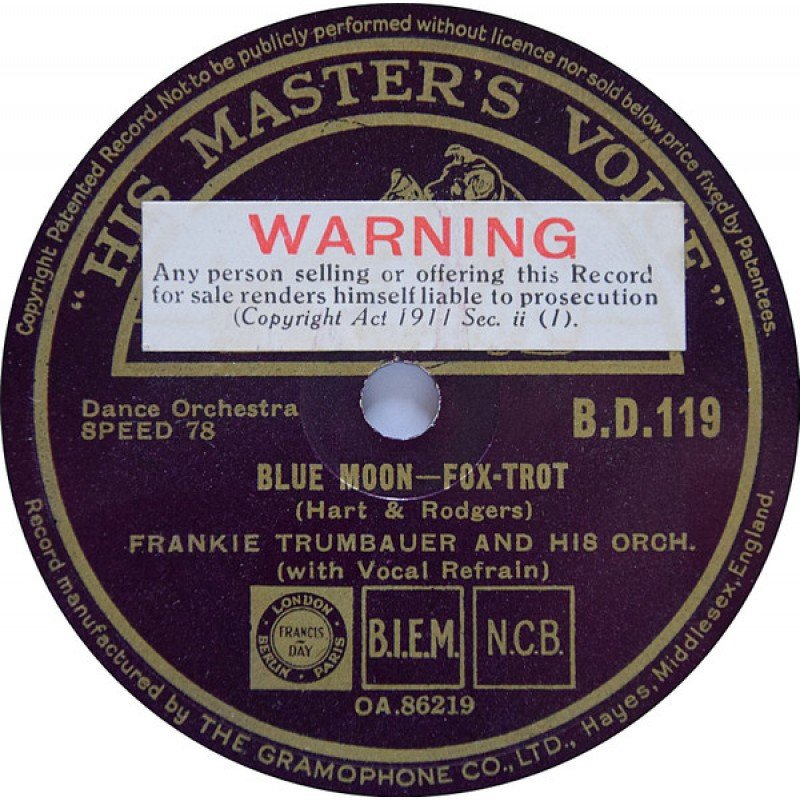 Copyright Patented Record. Not to be publicly performed without licence nor sold below price fixed by Patentees.
"HIS MASTER'S VOICE"
WARNING
Any person selling or offering this Record
for sale renders himself liable to prosecution
(Copyright Act 1911 Sec. ii (1).
Dance Orchestra
SPEED 78
B.D.119
BLUE MOON—FOX-TROT
(Hart & Rodgers)
FRANKIE TRUMBAUER AND HIS ORCH.
(with Vocal Refrain)
LONDON
BERLIN
PARIS
FRANCIS
DAY
B.I.E.M.
N.C.B.
OA.86219
Record manufactured by THE GRAMOPHONE CO., LTD., Hayes, Middlesex, England.